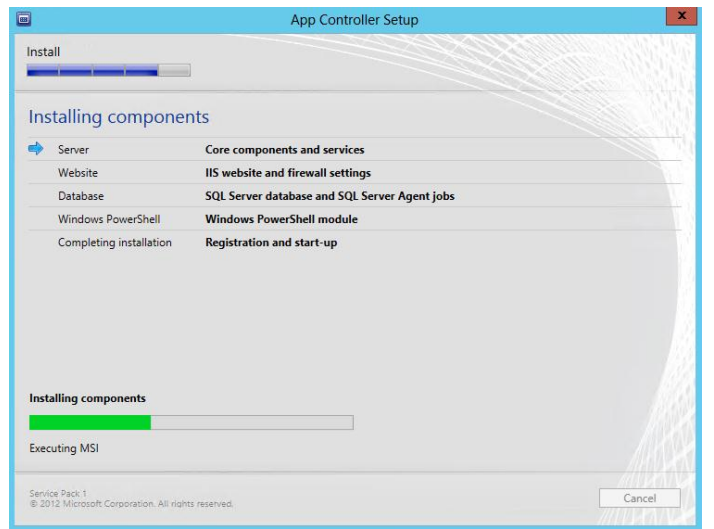 App Controller Setup
x
Install
Installing components
Server Core components and services
Website IIS website and firewall settings
Database SQL Server database and SQL Server Agent jobs
Windows PowerShell Windows PowerShell module
Completing installation Registration and start-up
Installing components
Executing MSI
Service Pack 1
© 2012 Microsoft Corporation. All rights reserved.
Cancel